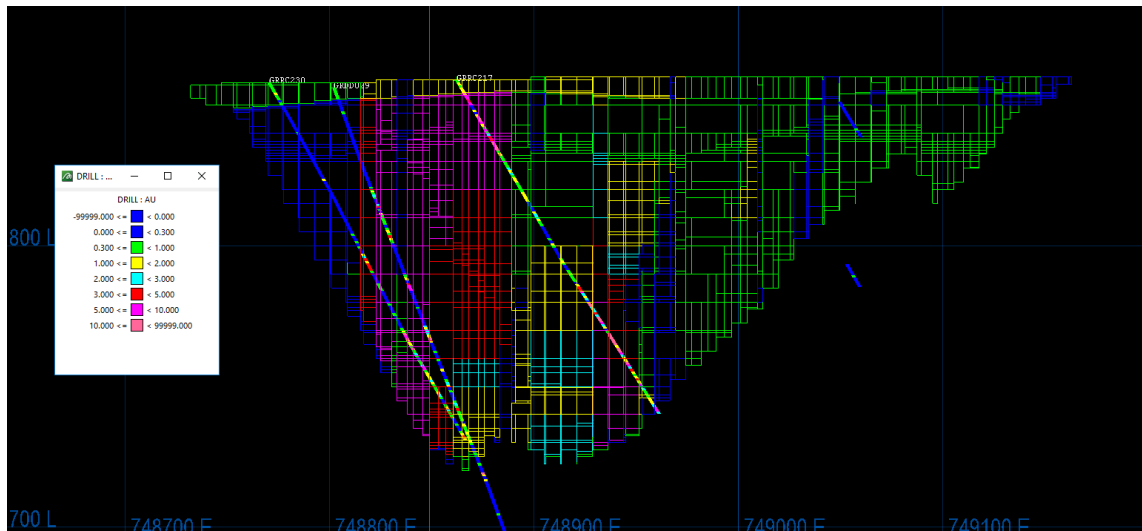 GRRC230
GRRC217
DRILL : ...
DRILL : AU
-99999.000 <= < 0.000
0.000 <= < 0.300
0.300 <= < 1.000
1.000 <= < 2.000
2.000 <= < 3.000
3.000 <= < 5.000
5.000 <= < 10.000
10.000 <= < 99999.000
800 L
700 L
748700 E
748800 E
748900 E
749000 E
749100 E